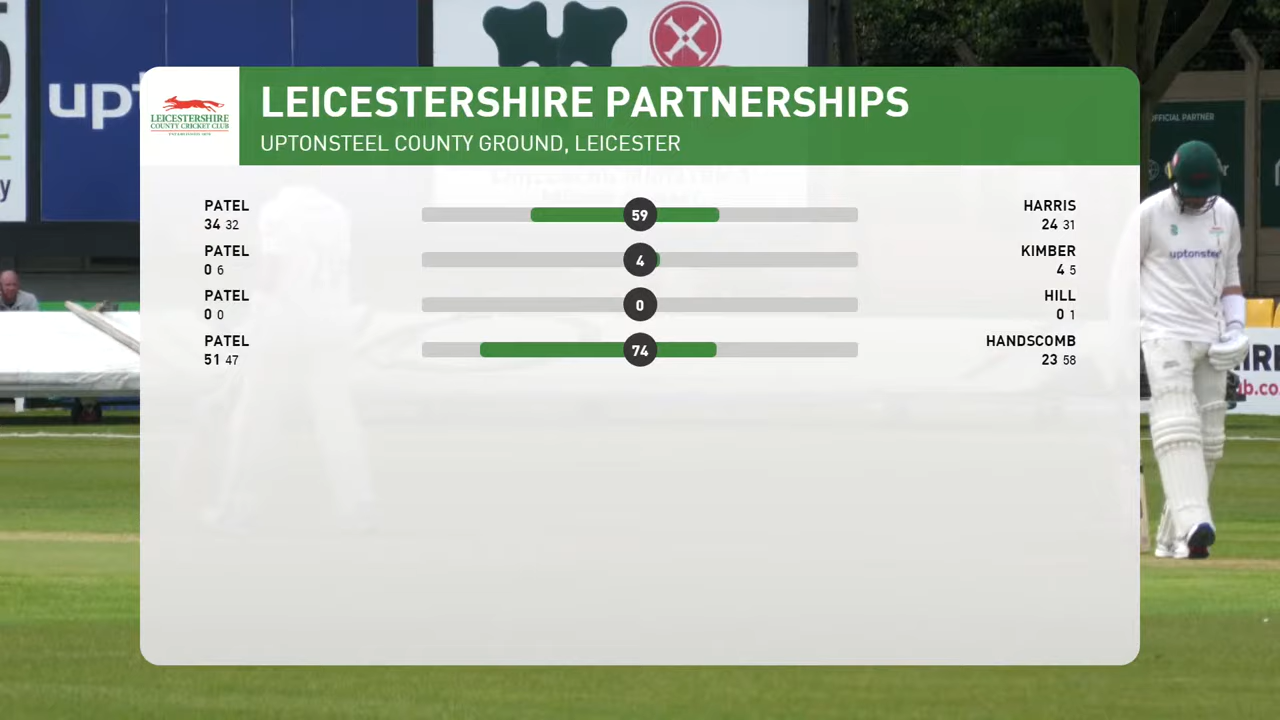 LEICESTERSHIRE PARTNERSHIPS
UPTONSTEEL COUNTY GROUND, LEICESTER
LEICESTERSHIRE
COUNTY CRICKET CLUB
PATEL 59 HARRIS
34 32 24 31
PATEL 4 KIMBER
0 6 4 5
PATEL 0 HILL
0 0 0 1
PATEL 74 HANDSCOMB
51 47 23 58
upt
OFFICIAL PARTNER
uptonsteel